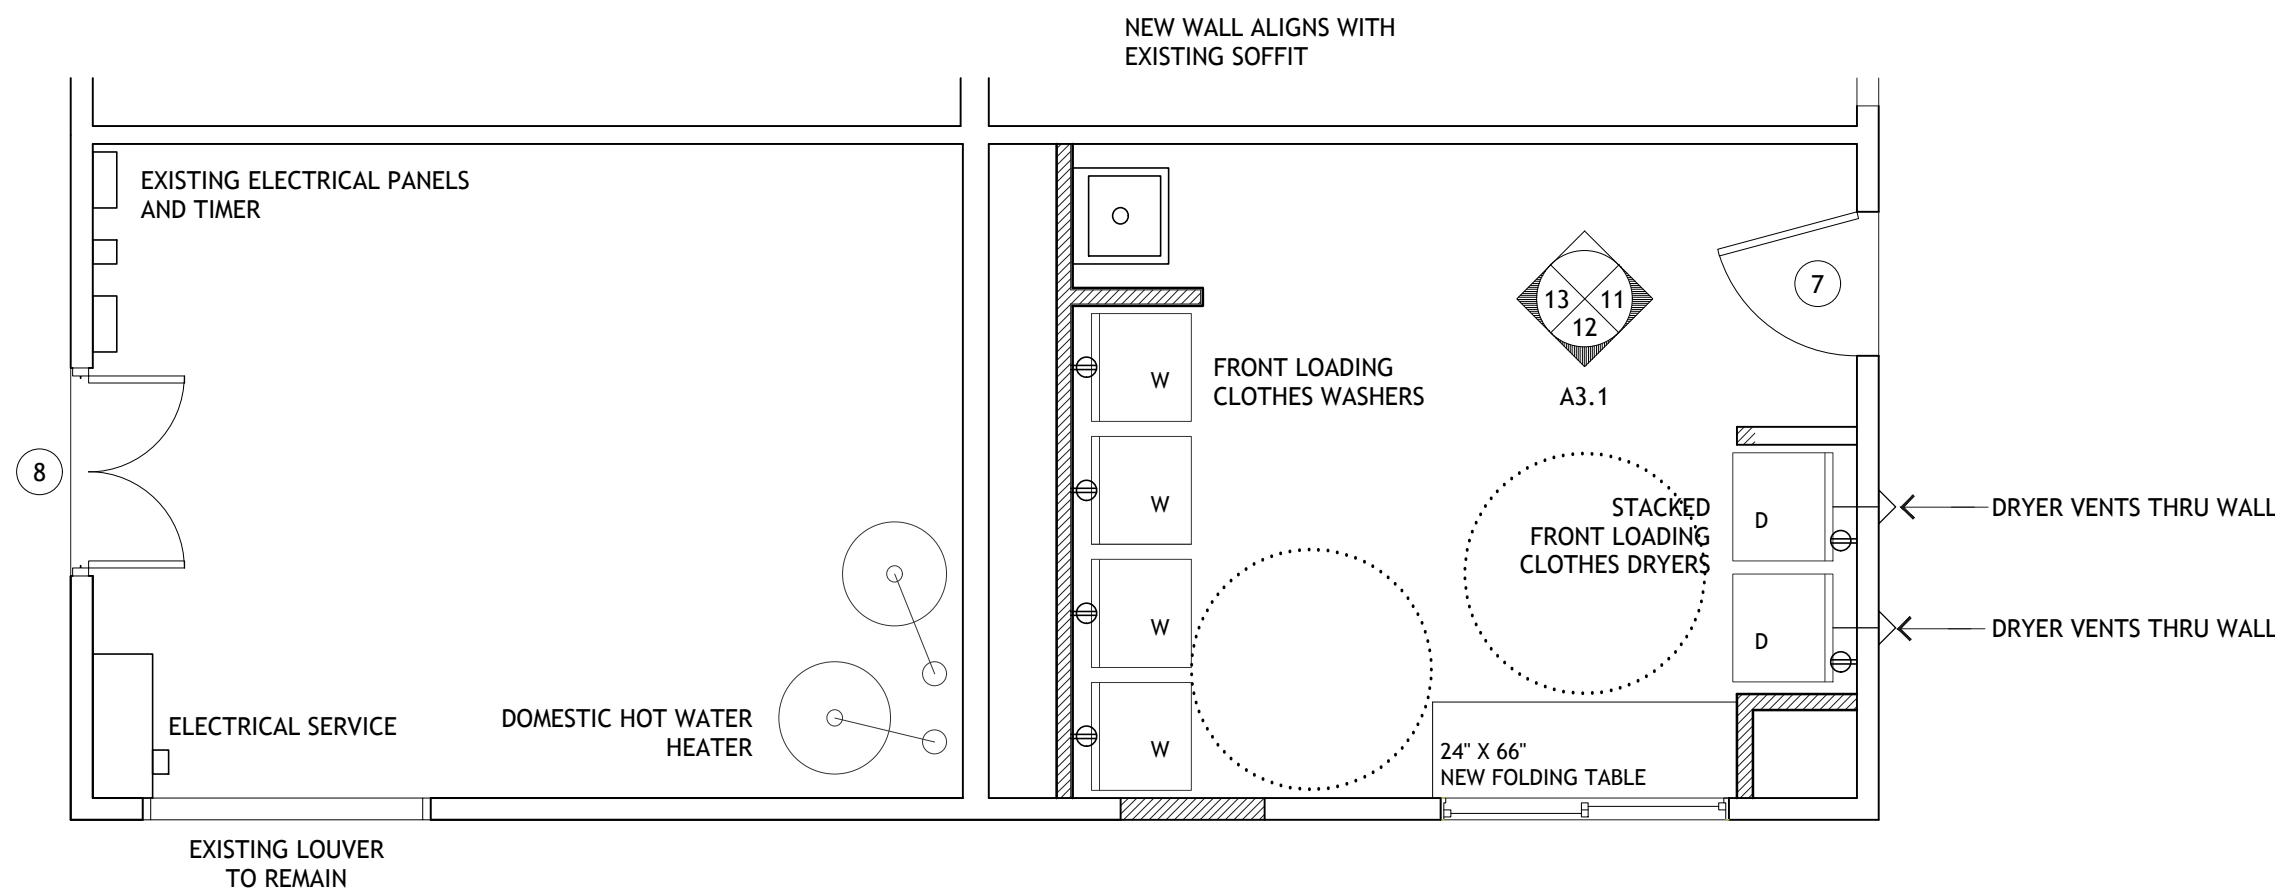 NEW WALL ALIGNS WITH
EXISTING SOFFIT
EXISTING ELECTRICAL PANELS
AND TIMER
13
11
12
A3.1
7
FRONT LOADING
CLOTHES WASHERS
W
W
W
W
8
STACKED
FRONT LOADING
CLOTHES DRYERS
D
D
DRYER VENTS THRU WALL
DRYER VENTS THRU WALL
ELECTRICAL SERVICE
DOMESTIC HOT WATER
HEATER
24" X 66"
NEW FOLDING TABLE
EXISTING LOUVER
TO REMAIN